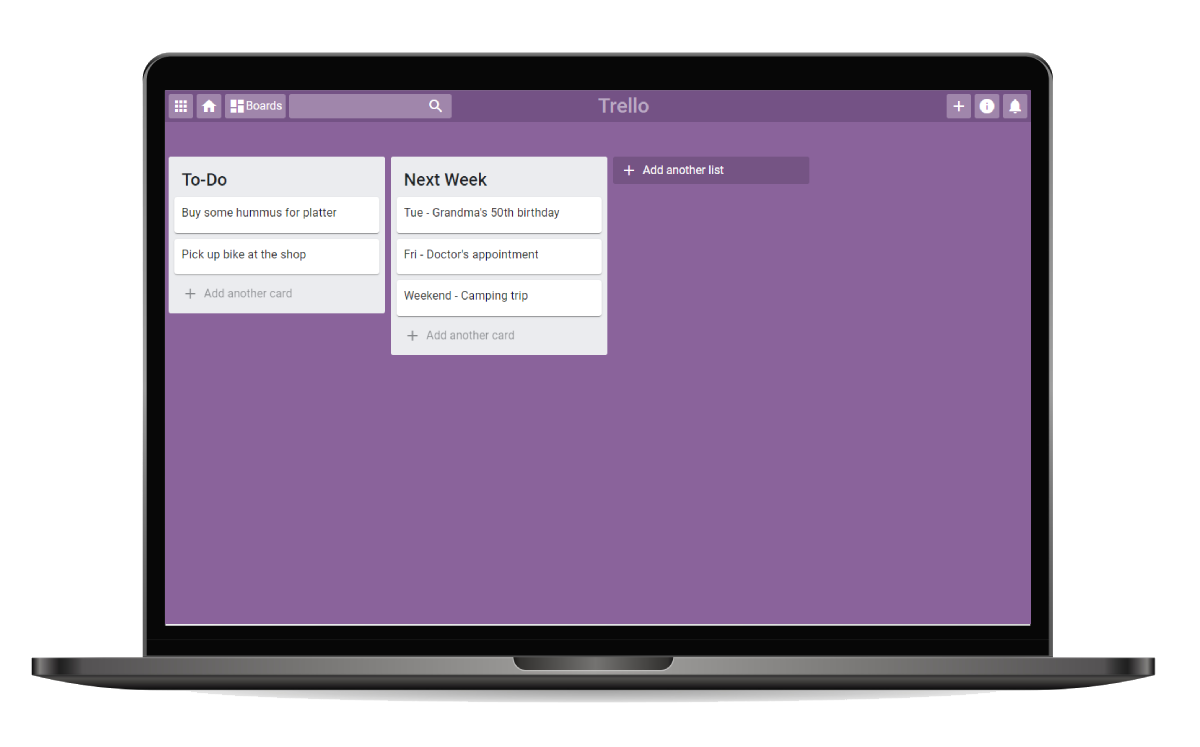 Boards
Trello
To-Do
Buy some hummus for platter
Pick up bike at the shop
Add another card
Next Week
Tue - Grandma's 50th birthday
Fri - Doctor's appointment
Weekend - Camping trip
Add another card
Add another list